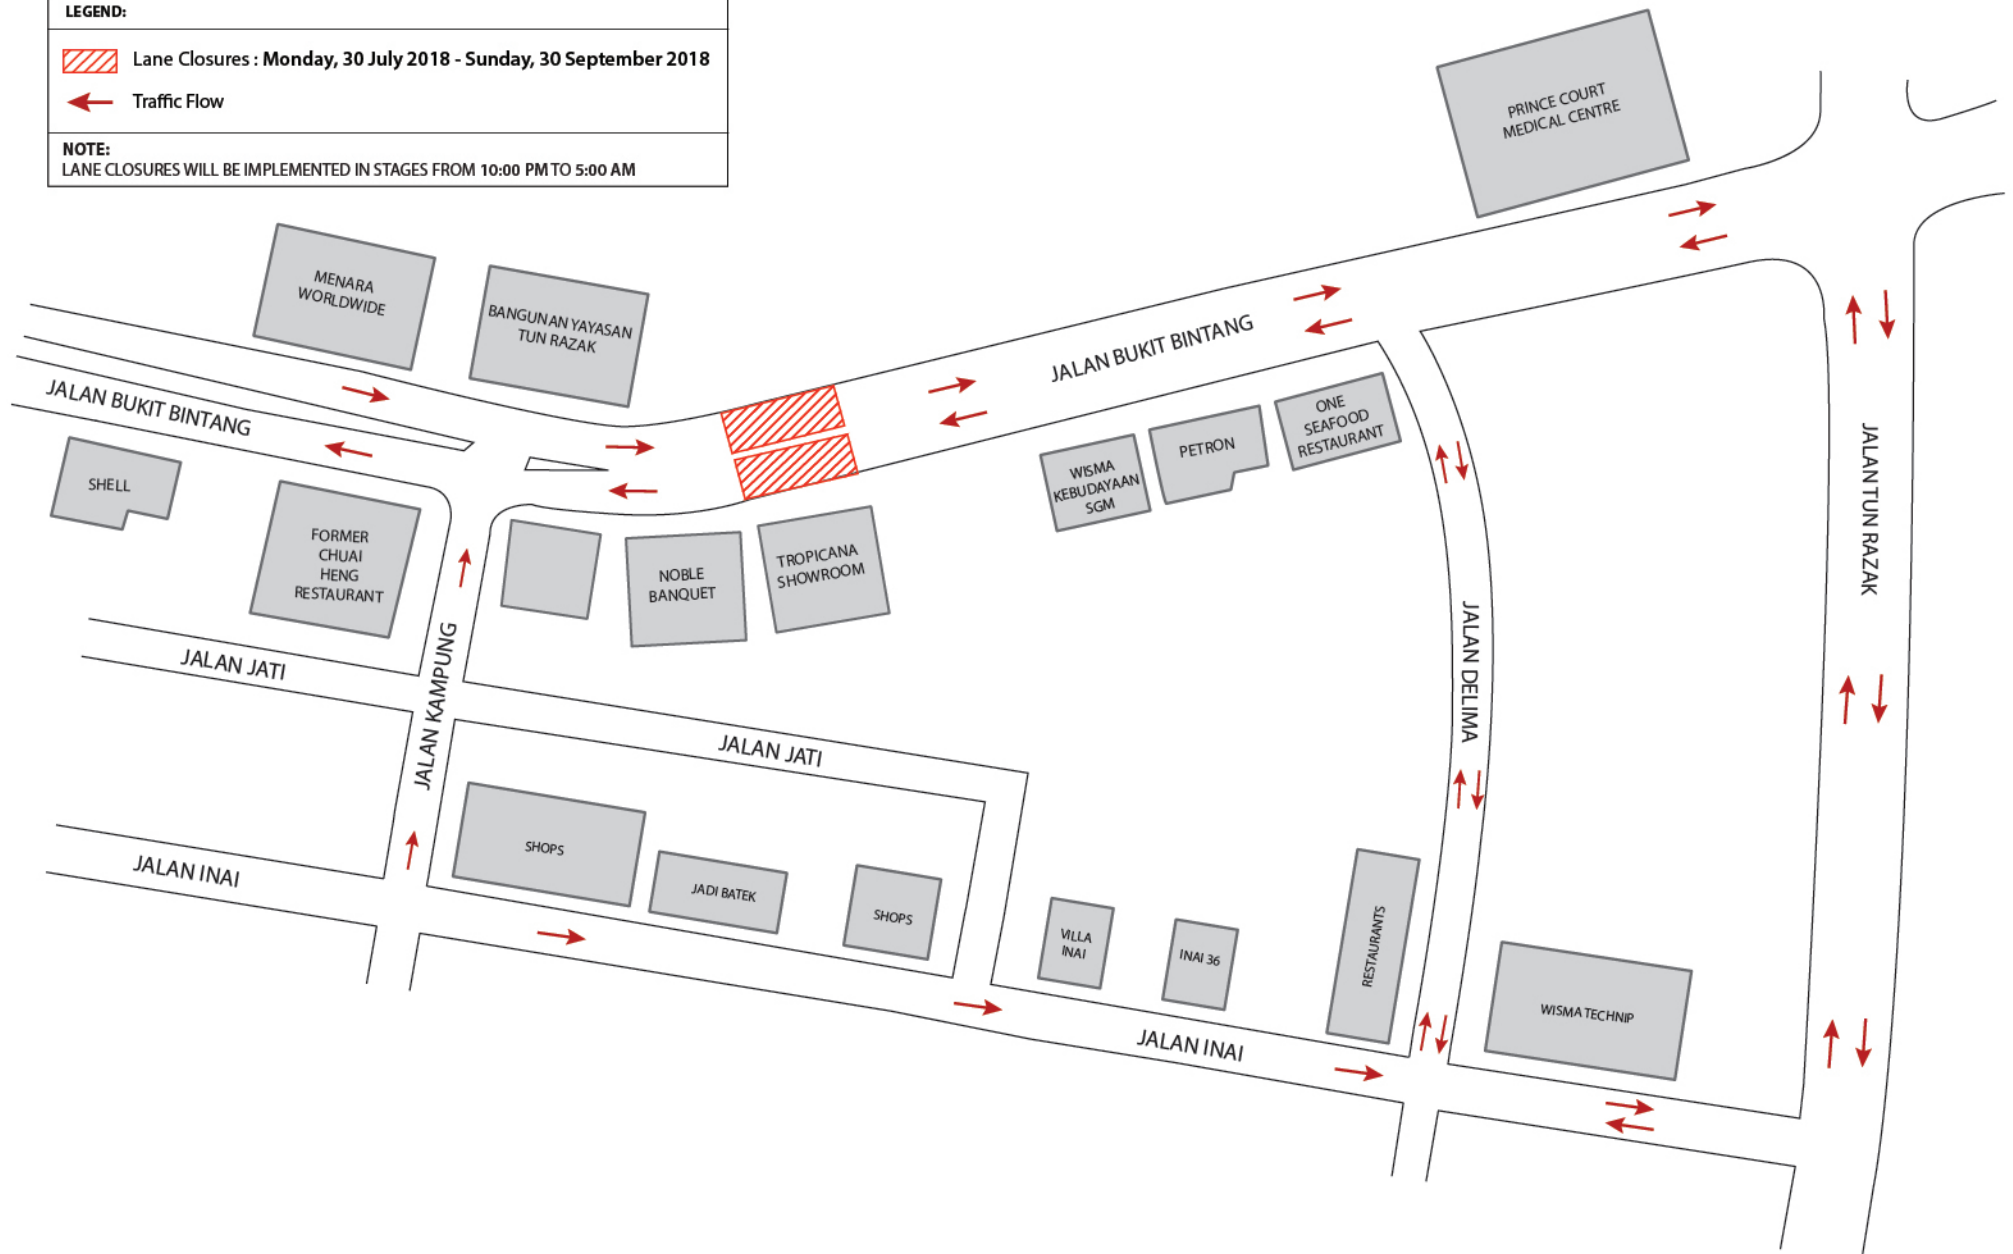 LEGEND:
Lane Closures : Monday, 30 July 2018 - Sunday, 30 September 2018
Traffic Flow
NOTE:
LANE CLOSURES WILL BE IMPLEMENTED IN STAGES FROM 10:00 PM TO 5:00 AM
PRINCE COURT
MEDICAL CENTRE
MENARA
WORLDWIDE
BANGUNAN YAYASAN
TUN RAZAK
JALAN BUKIT BINTANG
JALAN BUKIT BINTANG
SHELL
FORMER
CHUAI
HENG
RESTAURANT
NOBLE
BANQUET
TROPICANA
SHOWROOM
WISMA
KEBUDAYAAN
SGM
PETRON
ONE
SEAFOOD
RESTAURANT
JALAN TUN RAZAK
JALAN DELIMA
JALAN JATI
JALAN KAMPUNG
JALAN JATI
SHOPS
JADI BATEK
SHOPS
JALAN INAI
VILLA
INAI
INAI 36
RESTAURANTS
WISMA TECHNIP
JALAN INAI